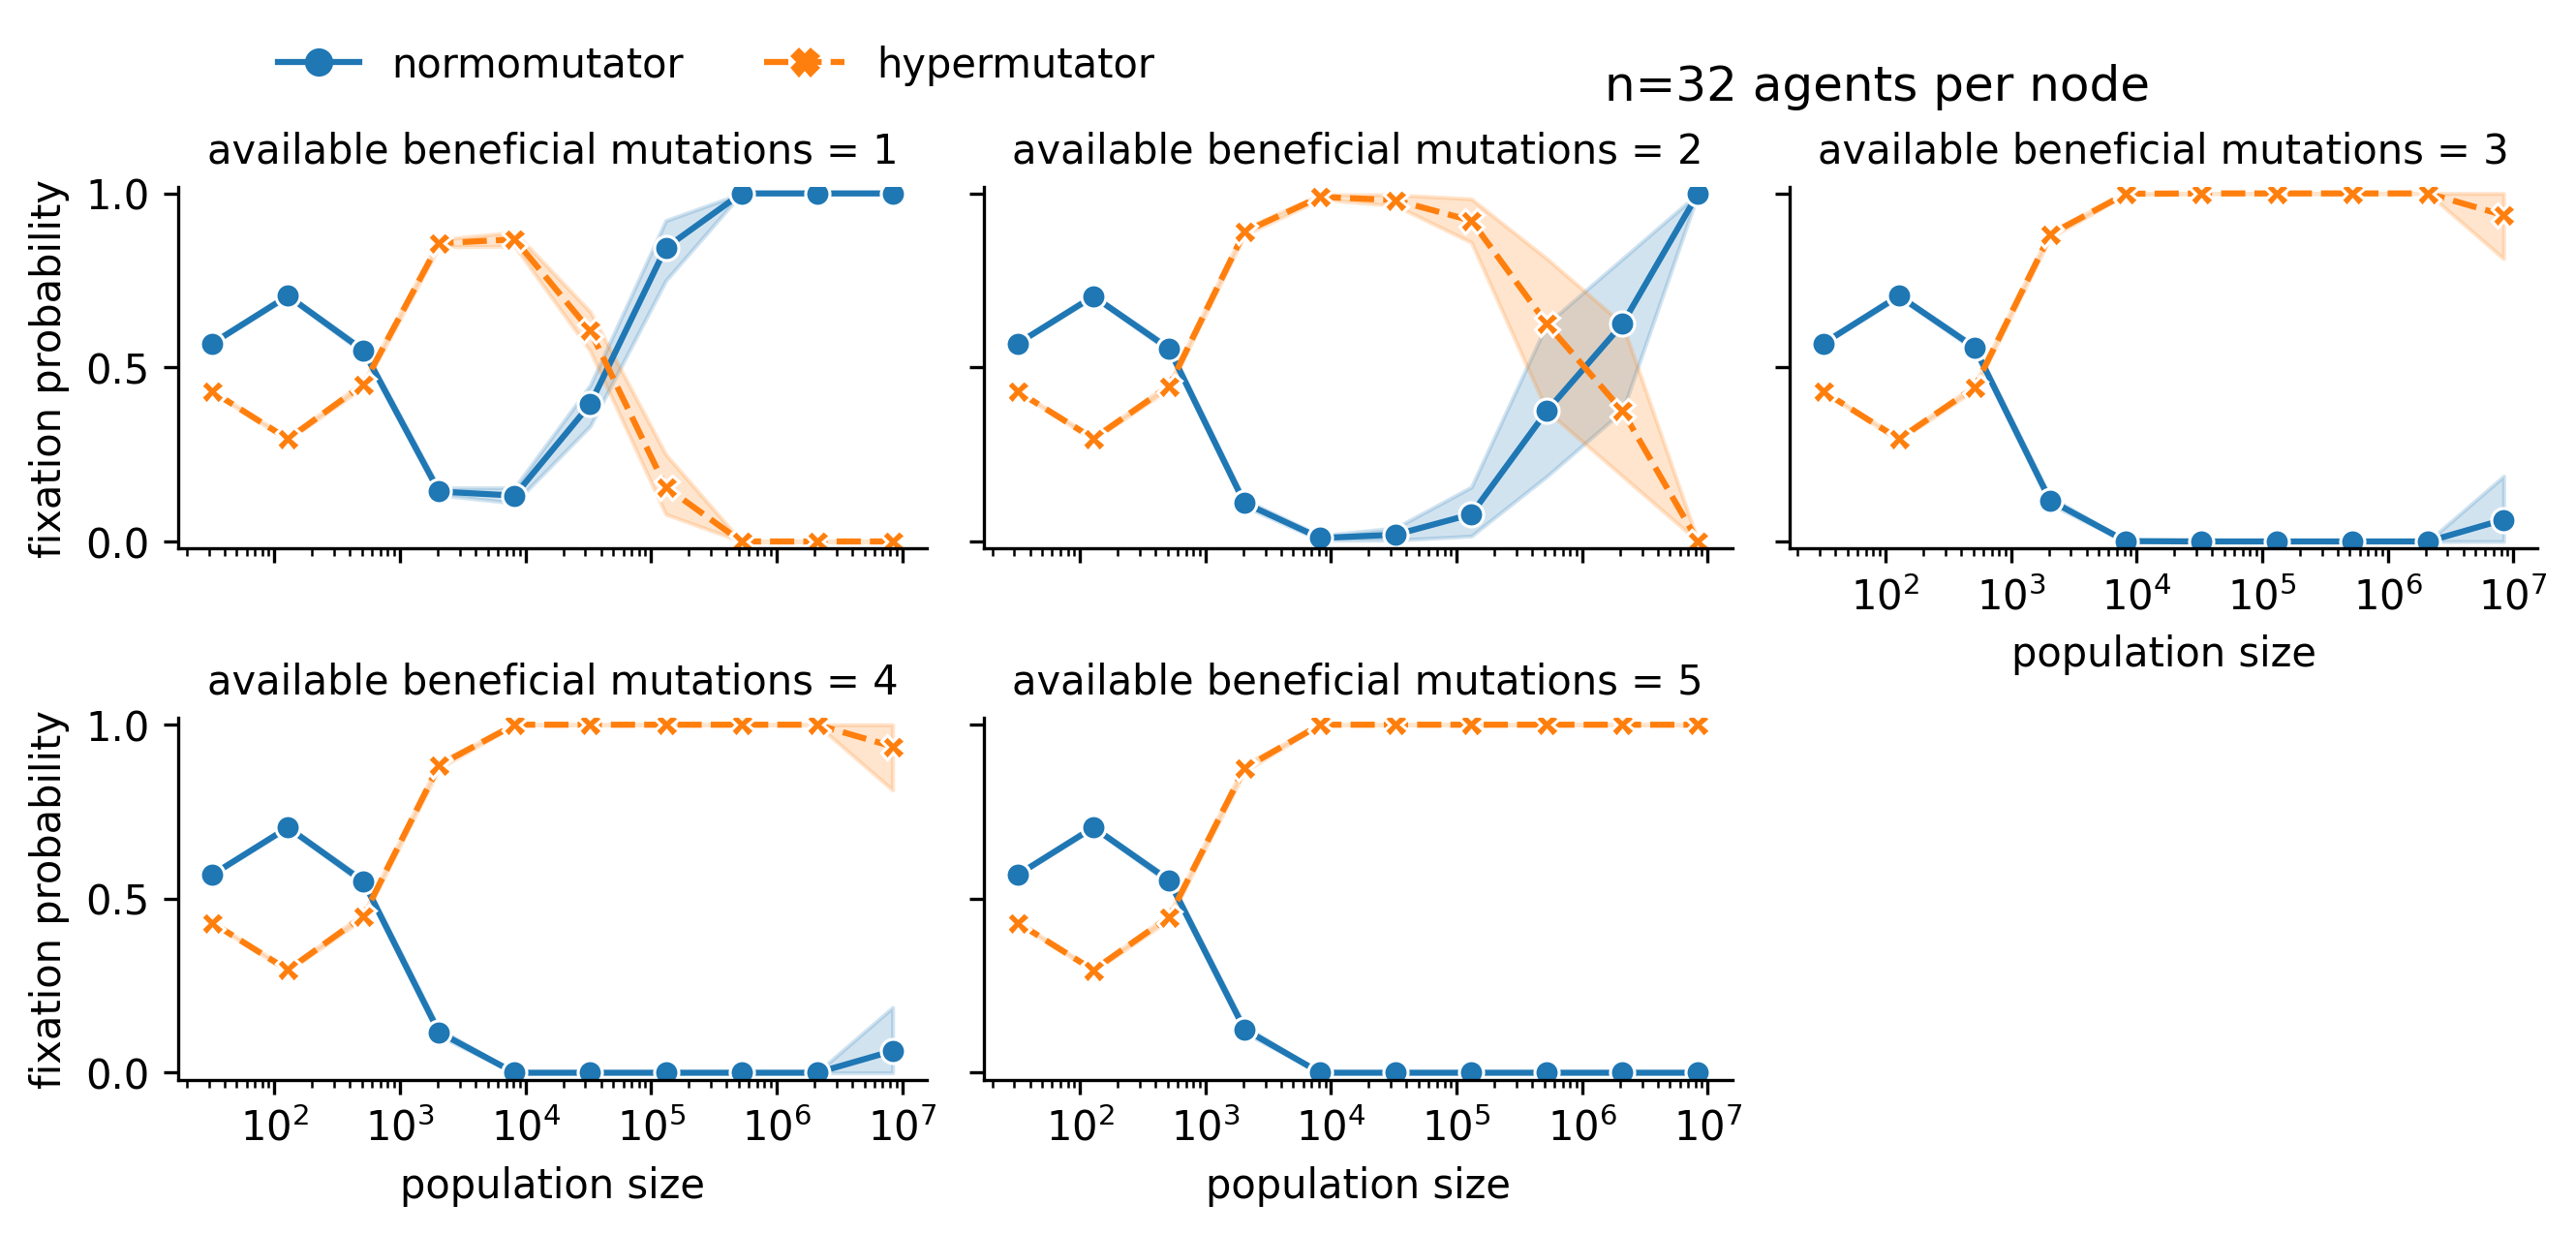 normomutator
hypermutator
n=32 agents per node
available beneficial mutations = 1
available beneficial mutations = 2
available beneficial mutations = 3
fixation probability
1.0
0.5
0.0
10² 10³ 10⁴ 10⁵ 10⁶ 10⁷
population size
available beneficial mutations = 4
available beneficial mutations = 5
fixation probability
1.0
0.5
0.0
10² 10³ 10⁴ 10⁵ 10⁶ 10⁷
10² 10³ 10⁴ 10⁵ 10⁶ 10⁷
population size
population size